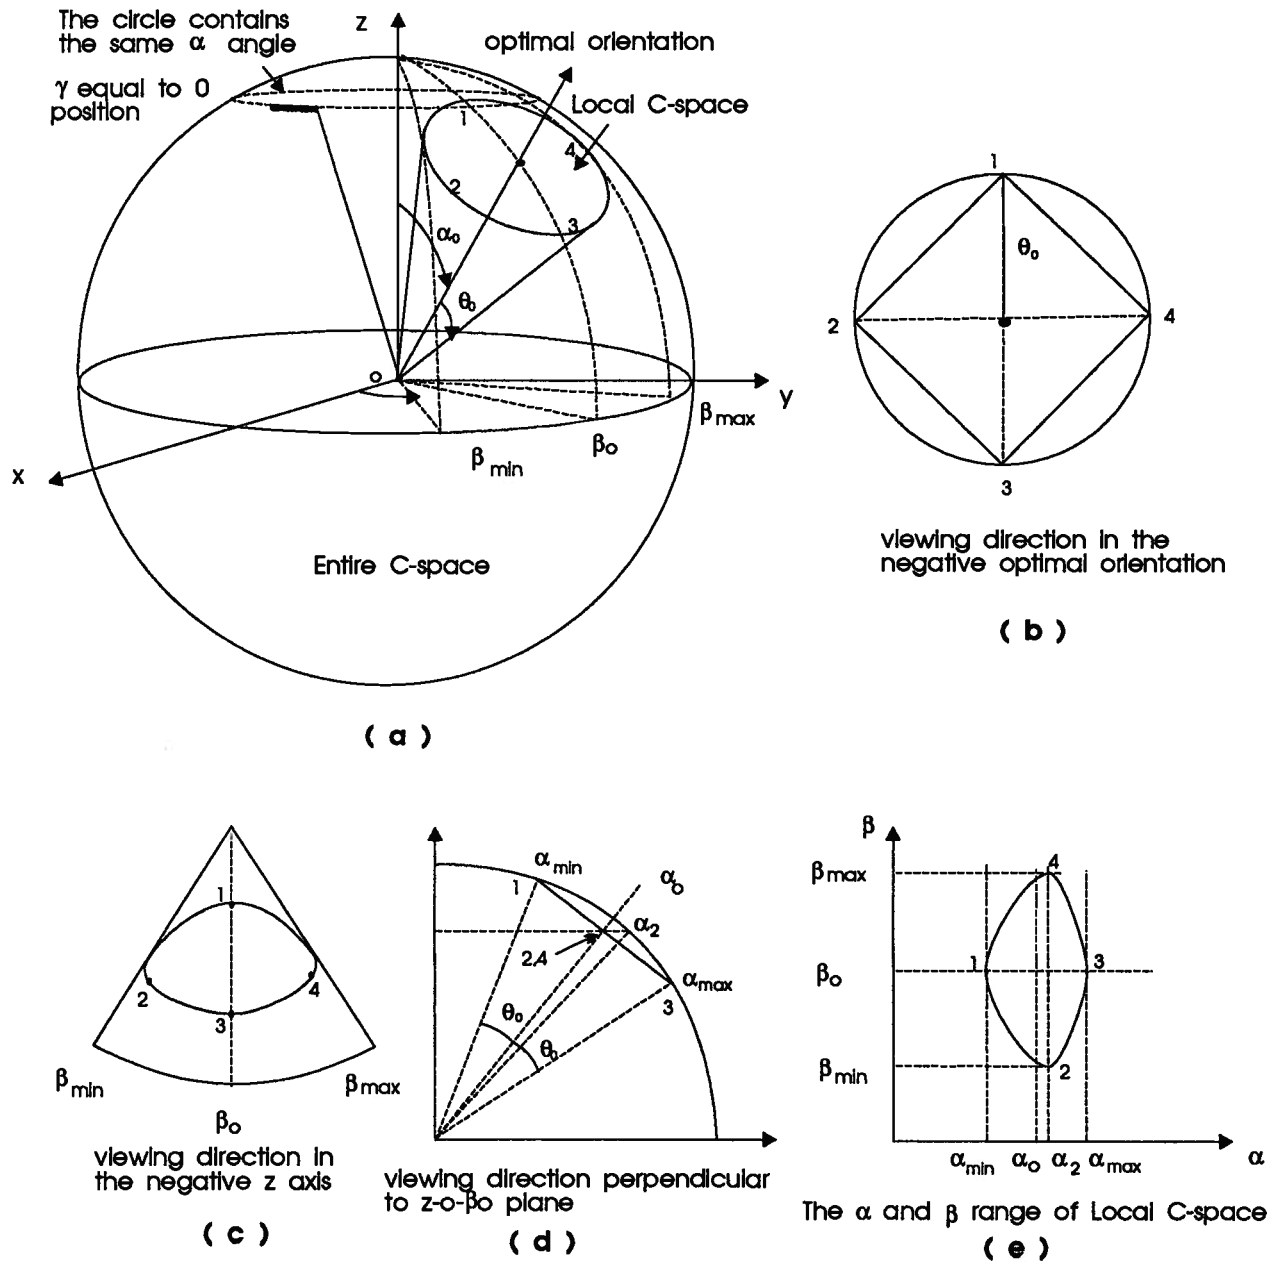 The circle contains
the same α angle
γ equal to 0
position
z
optimal orientation
Local C-space
1
4
2
3
α₀
θ₀
o
y
x
β max
β₀
β min
Entire C-space
( a )
1
θ₀
2
4
3
viewing direction in the
negative optimal orientation
( b )
1
2
4
3
β min
β max
β₀
viewing direction in
the negative z axis
( c )
α min
1
α₀
α₂
2,4
α max
3
θ₀
θ₀
viewing direction perpendicular
to z-o-β₀ plane
( d )
β
β max
4
β₀
1
3
β min
2
α min
α₀
α₂
α max
α
The α and β range of Local C-space
( e )